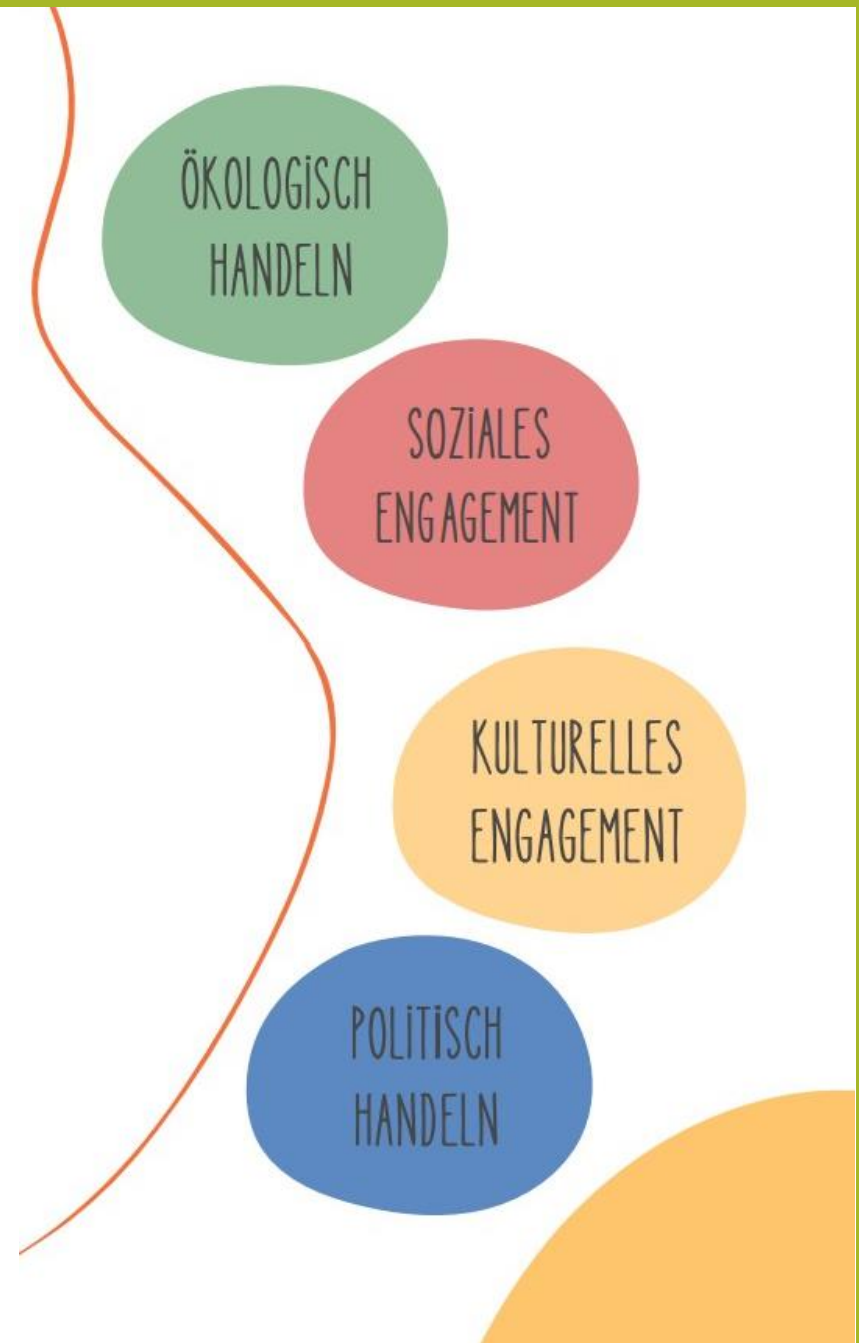 ÖKOLOGISCH
HANDELN
SOZIALES
ENGAGEMENT
KULTURELLES
ENGAGEMENT
POLITISCH
HANDELN